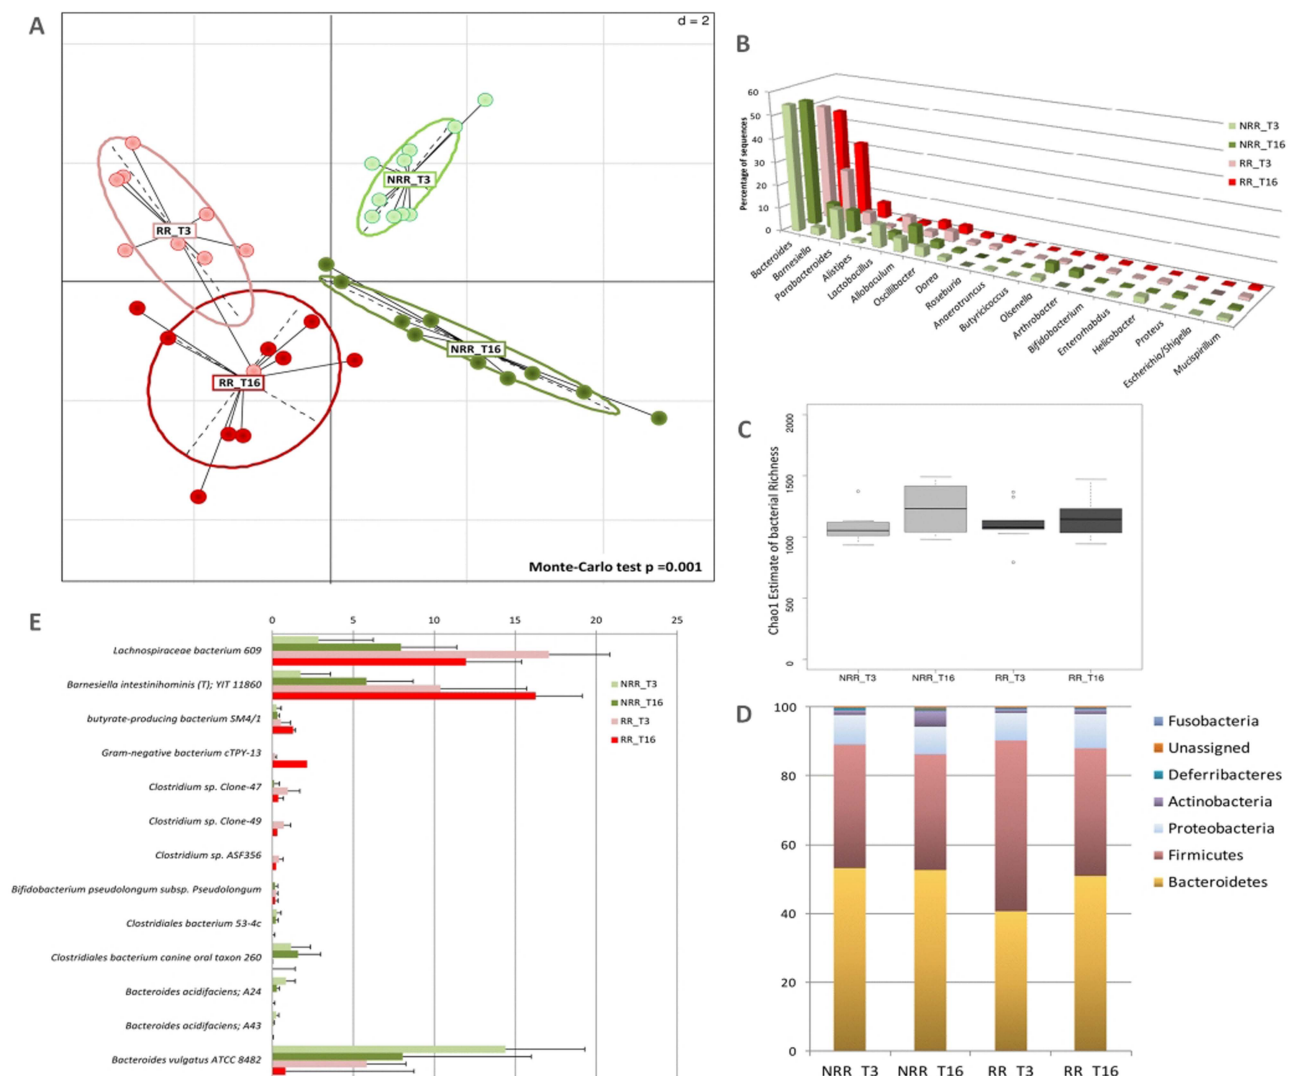 A
d = 2
NRR_T3
RR_T3
NRR_T16
RR_T16
Monte-Carlo test p =0.001
B
Percentage of sequences
60
50
40
30
20
10
0
NRR_T3
NRR_T16
RR_T3
RR_T16
Bacteroides
Barnesiella
Parabacteroides
Alistipes
Lactobacillus
Allobaculum
Oscillibacter
Dorea
Roseburia
Anaerotruncus
Butyricicoccus
Olsenella
Arthrobacter
Bifidobacterium
Enterorhabdus
Helicobacter
Proteus
Escherichia/Shigella
Mucispirillum
C
Chao1 Estimate of bacterial Richness
2000
1500
1000
500
0
NRR_T3
NRR_T16
RR_T3
RR_T16
E
0
5
10
15
20
25
Lachnospiraceae bacterium 609
Barnesiella intestinihominis (T); YIT 11860
butyrate-producing bacterium SM4/1
Gram-negative bacterium cTPY-13
Clostridium sp. Clone-47
Clostridium sp. Clone-49
Clostridium sp. ASF356
Bifidobacterium pseudolongum subsp. Pseudolongum
Clostridiales bacterium 53-4c
Clostridiales bacterium canine oral taxon 260
Bacteroides acidifaciens; A24
Bacteroides acidifaciens; A43
Bacteroides vulgatus ATCC 8482
NRR_T3
NRR_T16
RR_T3
RR_T16
D
100
80
60
40
20
0
NRR_T3
NRR_T16
RR_T3
RR_T16
Fusobacteria
Unassigned
Deferribacteres
Actinobacteria
Proteobacteria
Firmicutes
Bacteroidetes